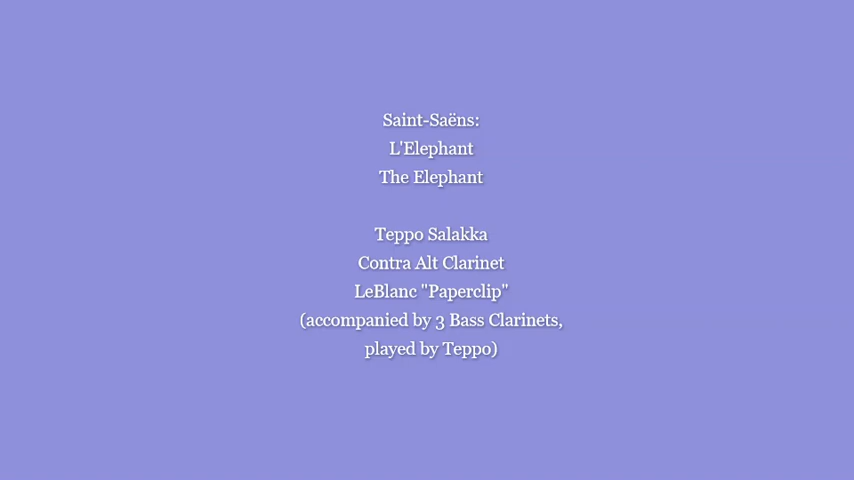 Saint-Saëns:
L'Elephant
The Elephant
Teppo Salakka
Contra Alt Clarinet
LeBlanc "Paperclip"
(accompanied by 3 Bass Clarinets,
played by Teppo)